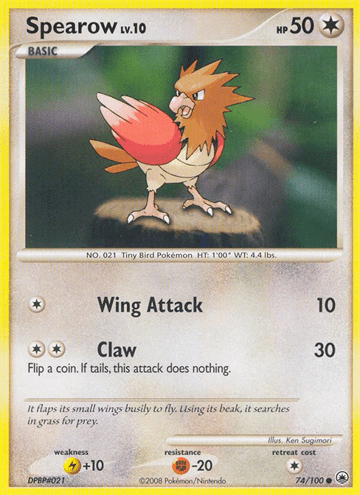 Spearow LV.10 HP 50
BASIC
NO. 021 Tiny Bird Pokémon HT: 1'00" WT: 4.4 lbs.
Wing Attack 10
Claw 30
Flip a coin. If tails, this attack does nothing.
It flaps its small wings busily to fly. Using its beak, it searches
in grass for prey.
Illus. Ken Sugimori
weakness resistance retreat cost
+10 -20
DPBP#021 ©2008 Pokémon/Nintendo 74/100